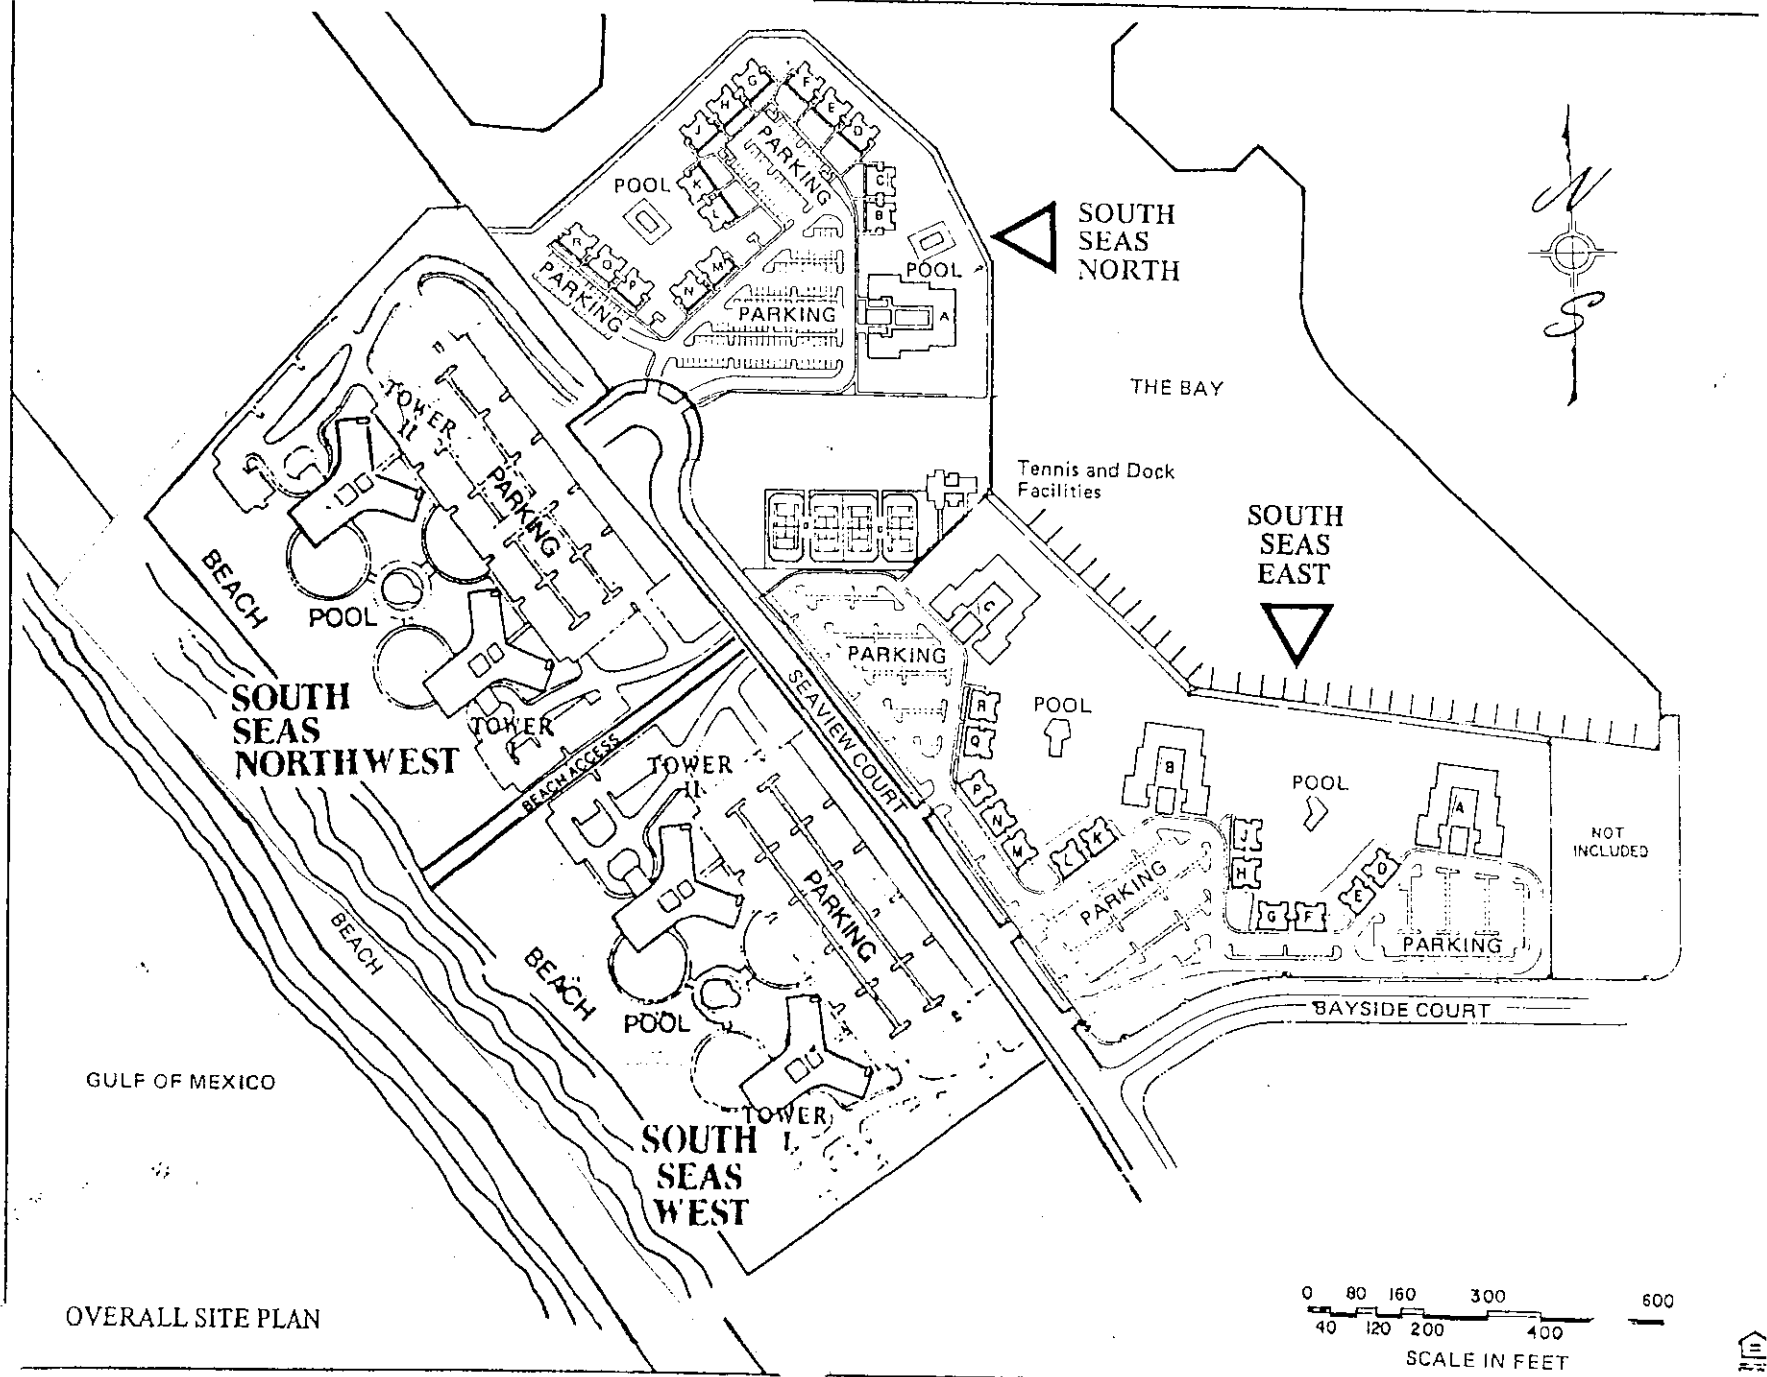 G
F
H
E
J
D
PARKING
K
C
POOL
L
B
N
SOUTH
SEAS
NORTH
R
Q
P
M
N
POOL
PARKING
PARKING
A
S
THE BAY
TOWER
II
PARKING
Tennis and Dock
Facilities
SOUTH
SEAS
EAST
BEACH
POOL
C
PARKING
SEAVIEW COURT
SOUTH
SEAS
NORTHWEST
TOWER
I
BEACH ACCESS
R
Q
POOL
B
P
N
M
L
K
POOL
A
J
H
G
F
E
D
NOT
INCLUDED
TOWER
II
PARKING
PARKING
PARKING
BEACH
BEACH
POOL
BAYSIDE COURT
GULF OF MEXICO
TOWER
I
SOUTH
SEAS
WEST
OVERALL SITE PLAN
0 80 160 300 600
40 120 200 400
SCALE IN FEET